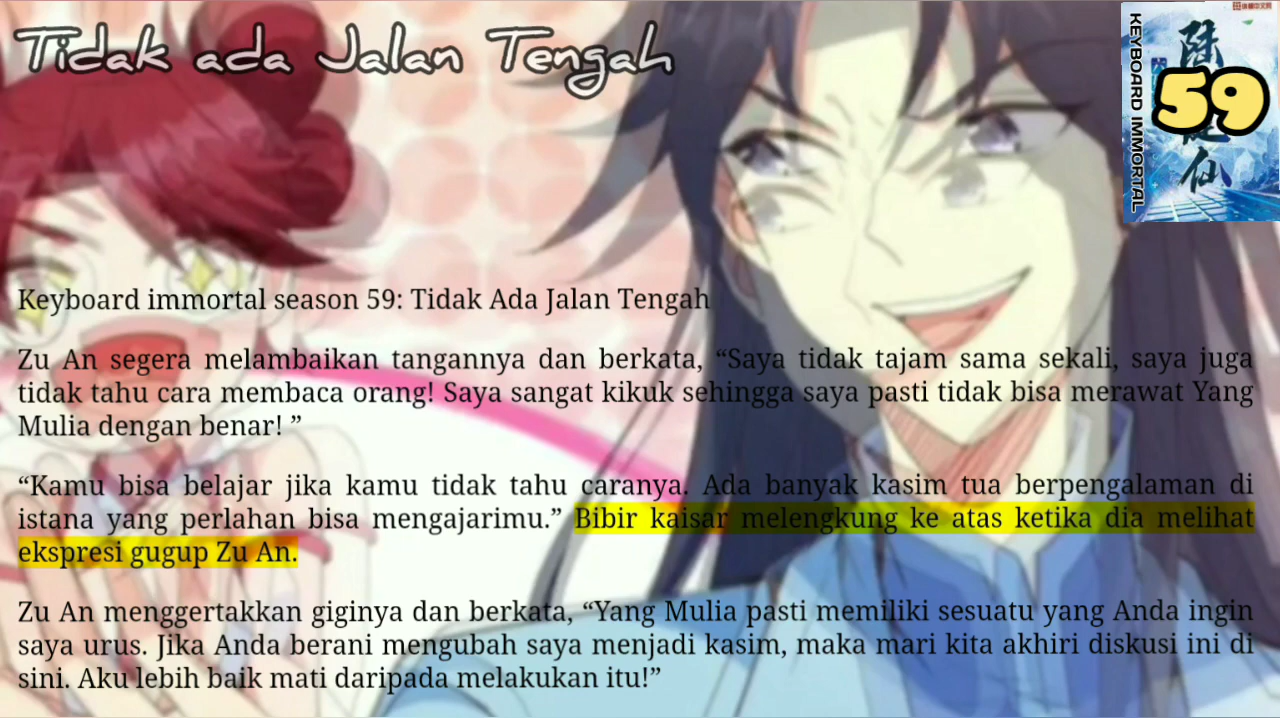 Tidak ada Jalan Tengah
KEYBOARD IMMORTAL
59
仙
Keyboard immortal season 59: Tidak Ada Jalan Tengah
Zu An segera melambaikan tangannya dan berkata, “Saya tidak tajam sama sekali, saya juga
tidak tahu cara membaca orang! Saya sangat kikuk sehingga saya pasti tidak bisa merawat Yang
Mulia dengan benar! ”
“Kamu bisa belajar jika kamu tidak tahu caranya. Ada banyak kasim tua berpengalaman di
istana yang perlahan bisa mengajarimu.” Bibir kaisar melengkung ke atas ketika dia melihat
ekspresi gugup Zu An.
Zu An menggertakkan giginya dan berkata, “Yang Mulia pasti memiliki sesuatu yang Anda ingin
saya urus. Jika Anda berani mengubah saya menjadi kasim, maka mari kita akhiri diskusi ini di
sini. Aku lebih baik mati daripada melakukan itu!”